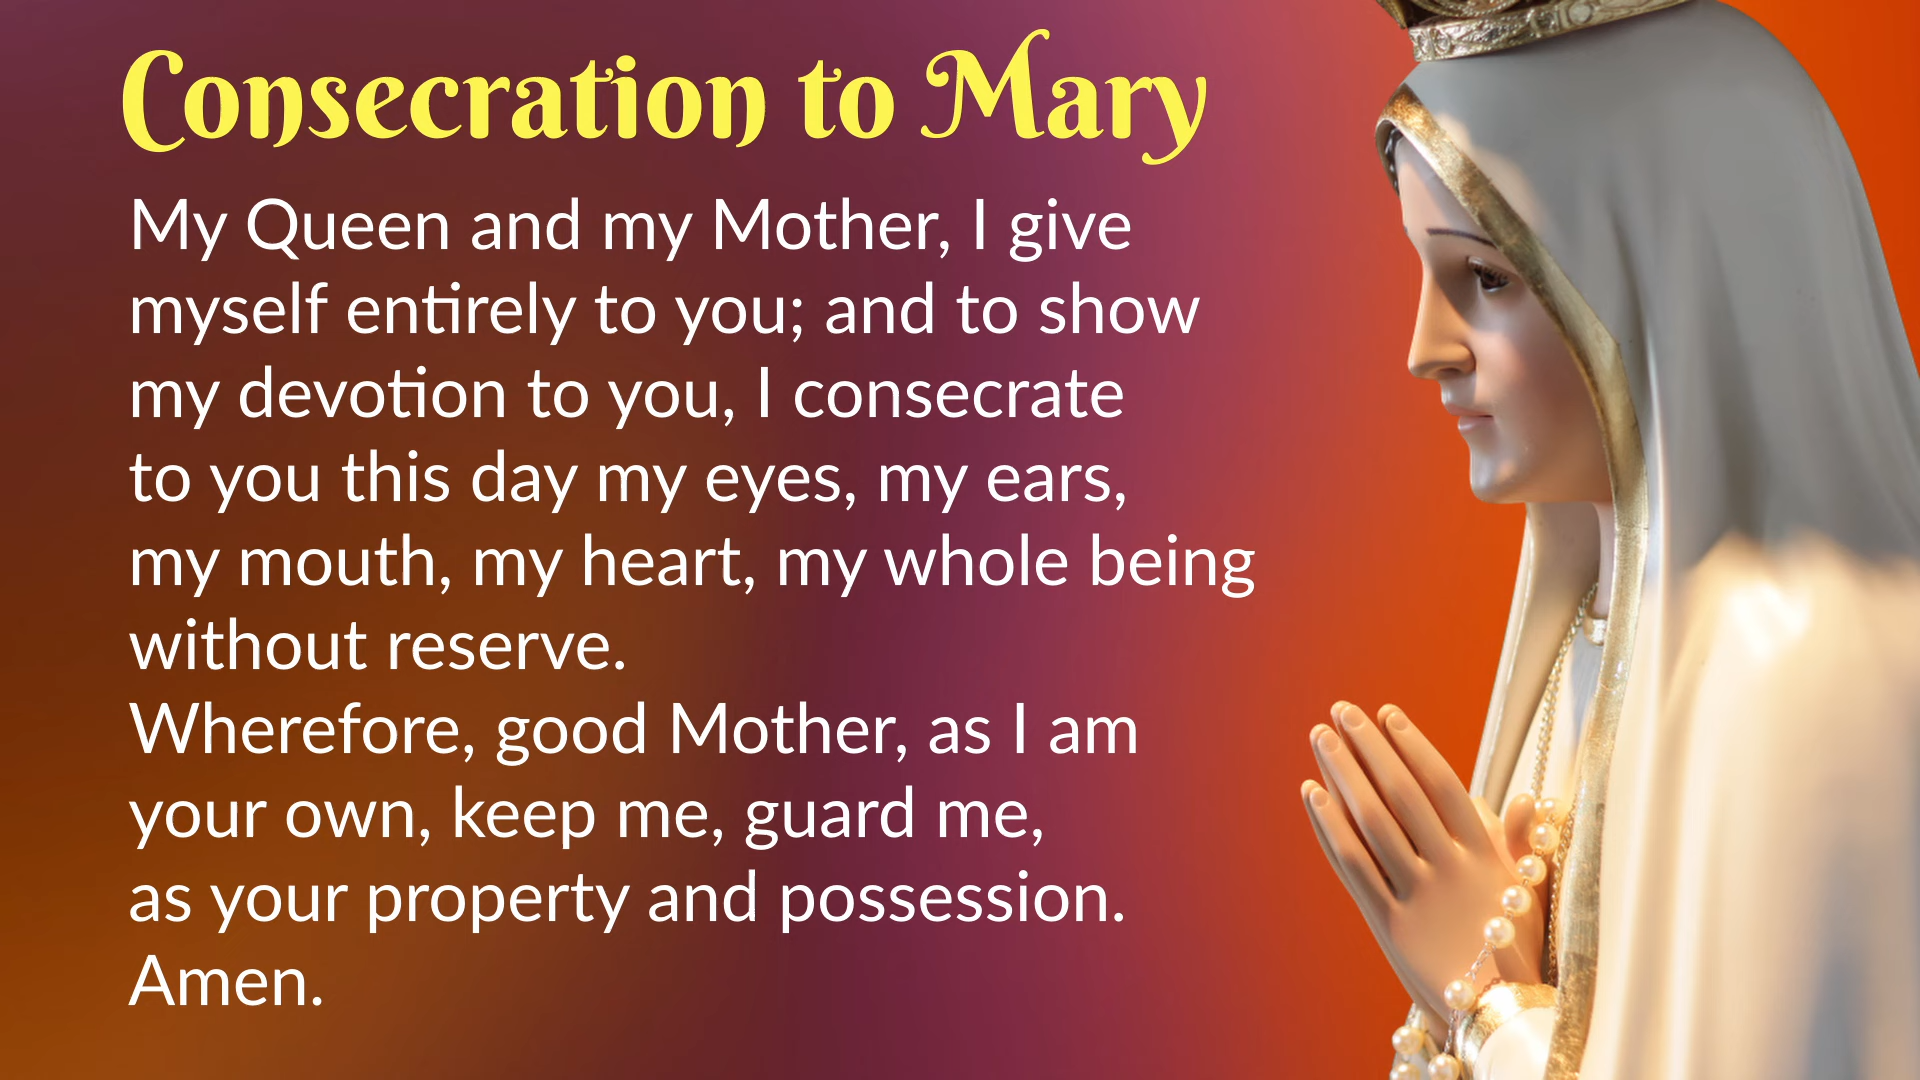 Consecration to Mary
My Queen and my Mother, I give
myself entirely to you; and to show
my devotion to you, I consecrate
to you this day my eyes, my ears,
my mouth, my heart, my whole being
without reserve.
Wherefore, good Mother, as I am
your own, keep me, guard me,
as your property and possession.
Amen.